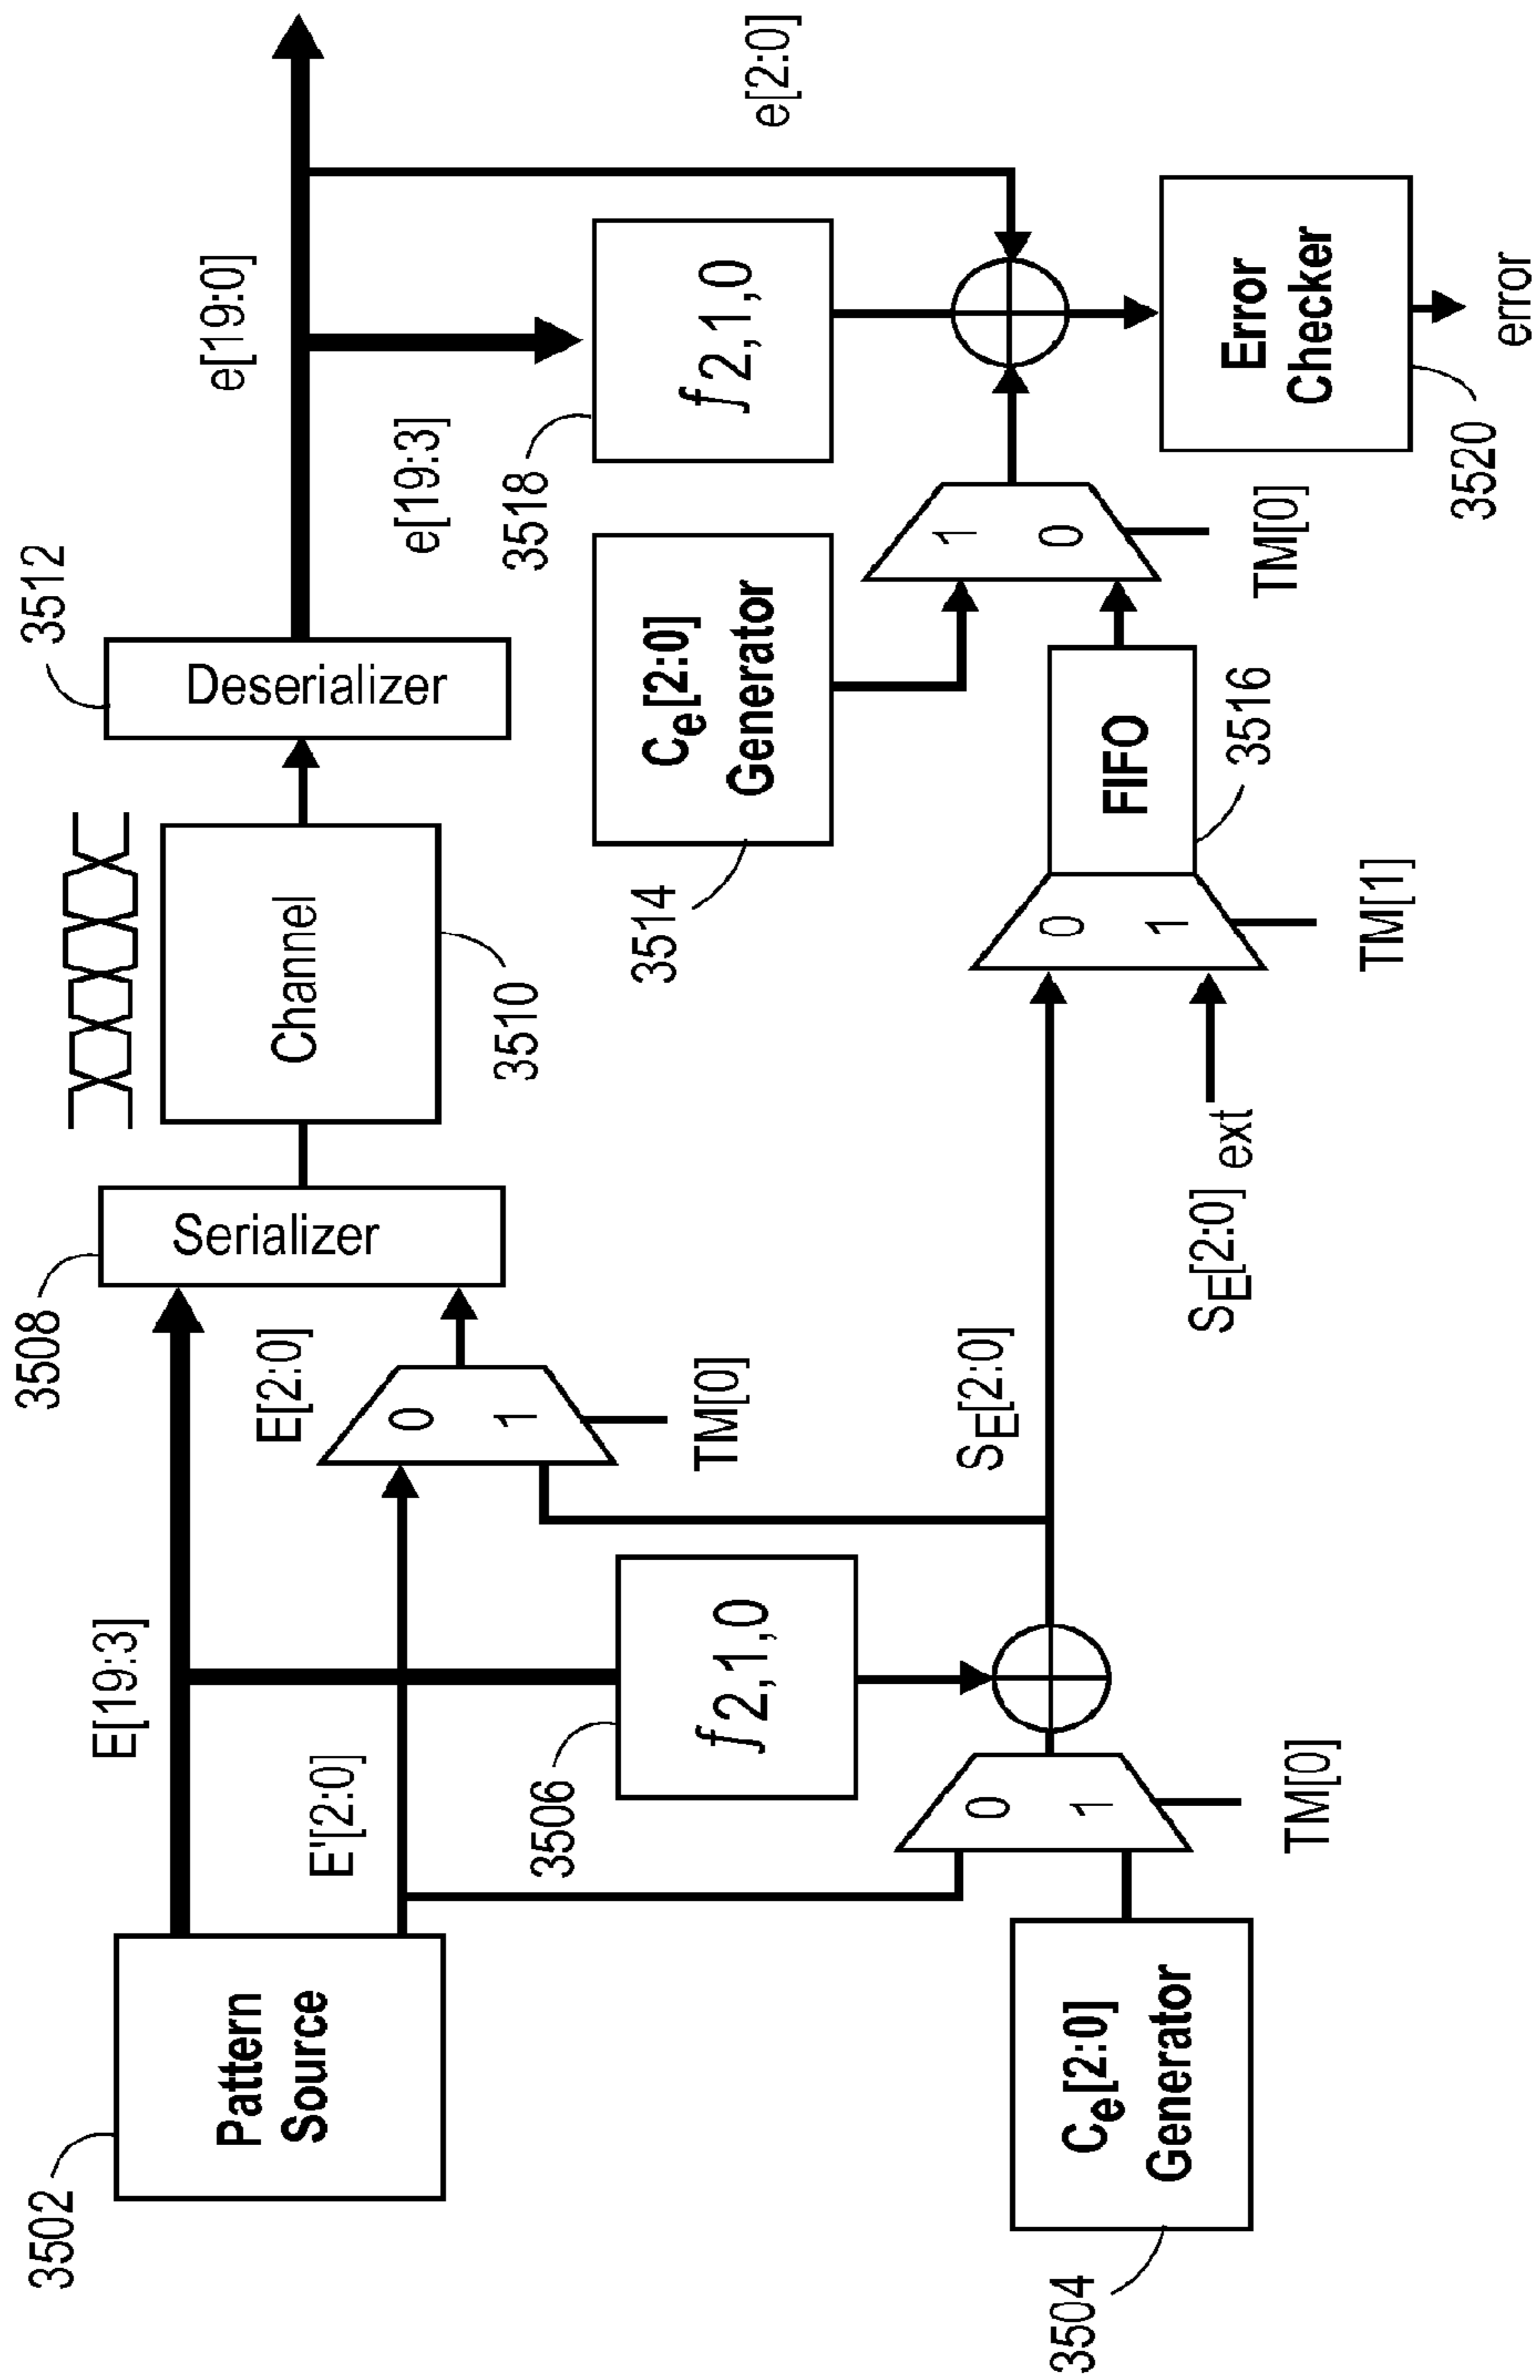 3502
Pattern
Source
E[19:3]
E'[2:0]
3504
Ce[2:0]
Generator
3506
f2,1,0
0
1
TM[0]
E[2:0]
0
1
TM[0]
3508
Serializer
SE[2:0]
SE[2:0] ext
Channel
3510
0
1
TM[1]
FIFO
3516
3512
Deserializer
3514
Ce[2:0]
Generator
1
0
TM[0]
e[19:0]
e[19:3]
3518
f2,1,0
e[2:0]
Error
Checker
3520
error